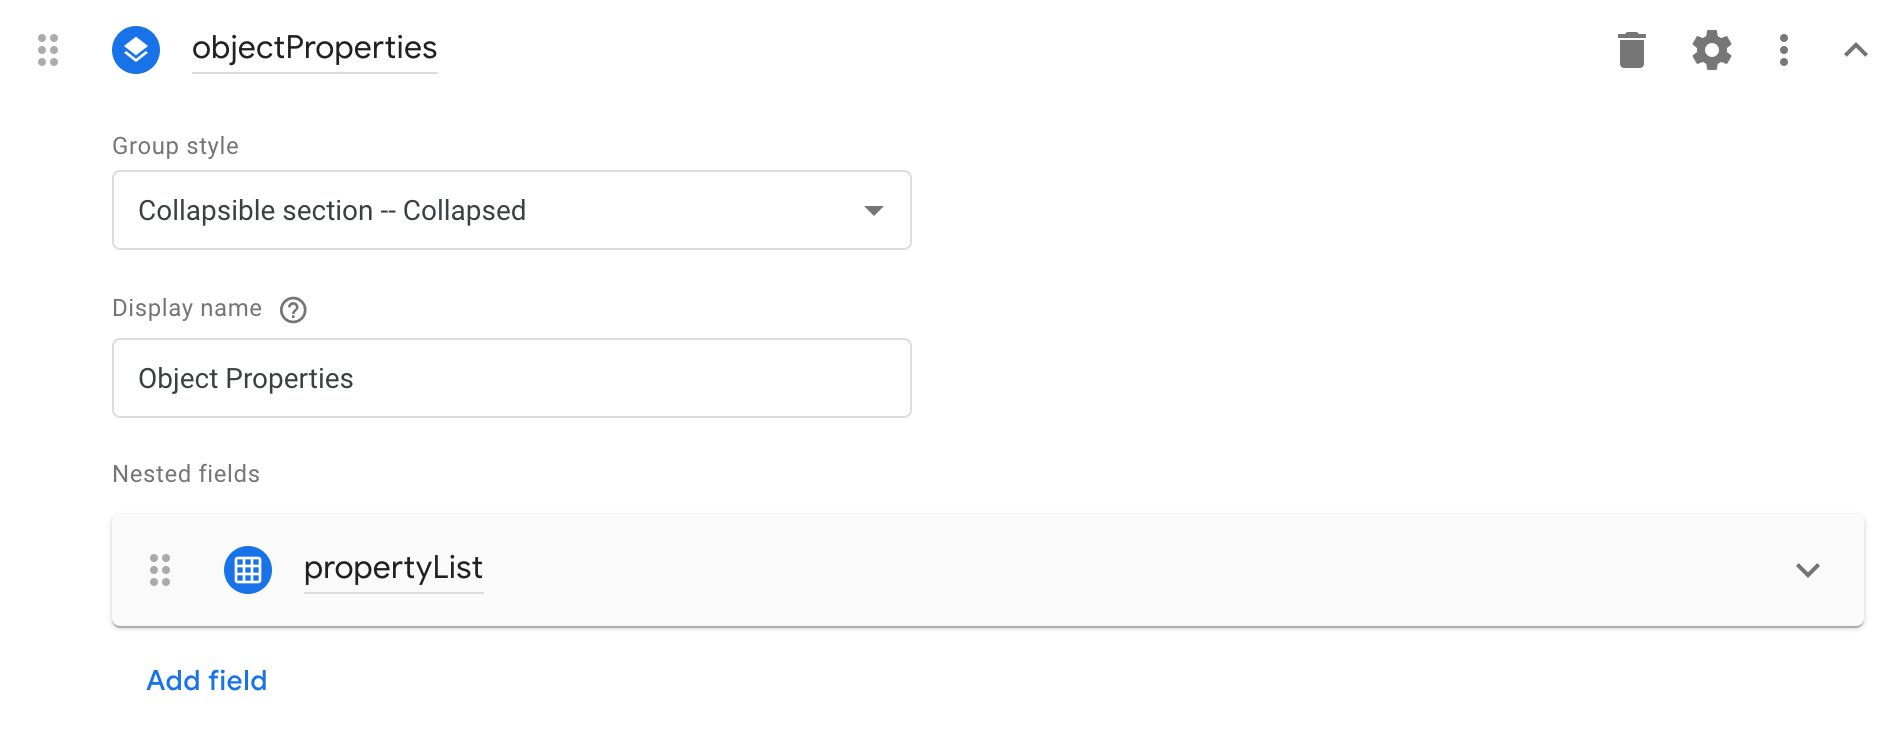 objectProperties
Group style
Collapsible section -- Collapsed
Display name
Object Properties
Nested fields
propertyList
Add field